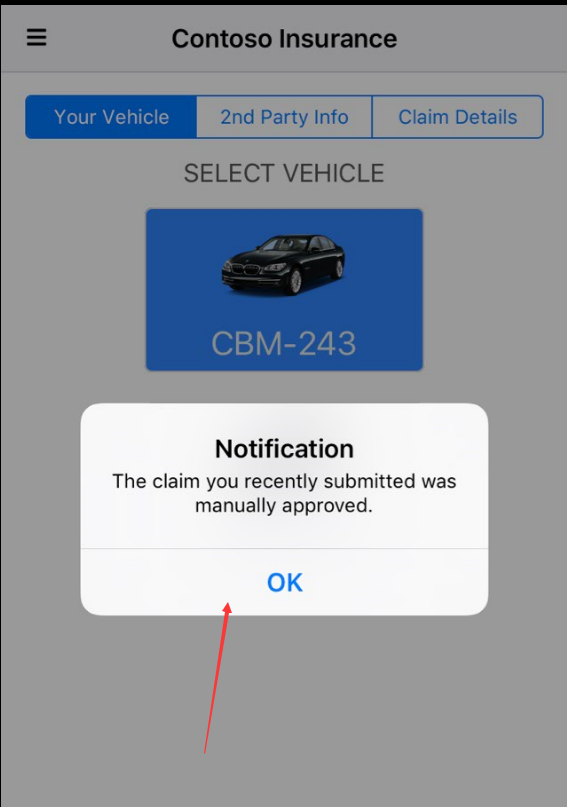 Contoso Insurance
Your Vehicle 2nd Party Info Claim Details
SELECT VEHICLE
CBM-243
Notification
The claim you recently submitted was
manually approved.
OK